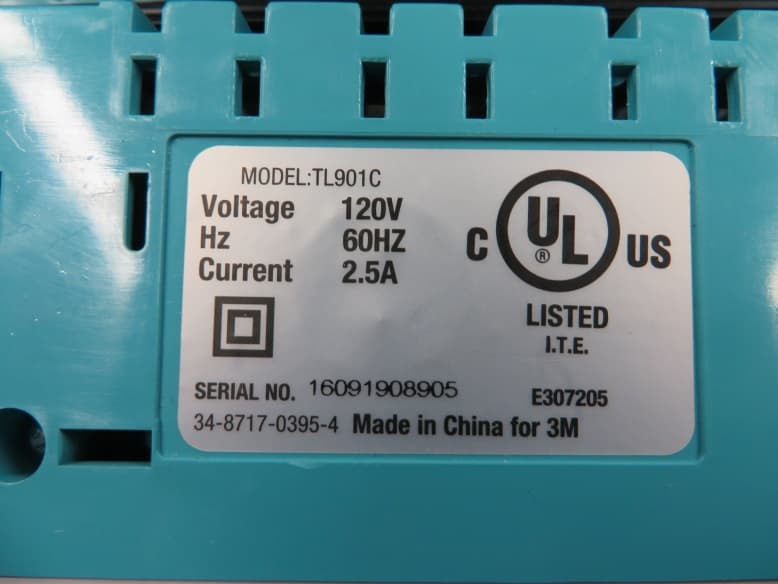 MODEL:TL901C
Voltage 120V
Hz 60HZ
Current 2.5A
C UL ® US
LISTED
I.T.E.
SERIAL NO. 16091908905
E307205
34-8717-0395-4 Made in China for 3M